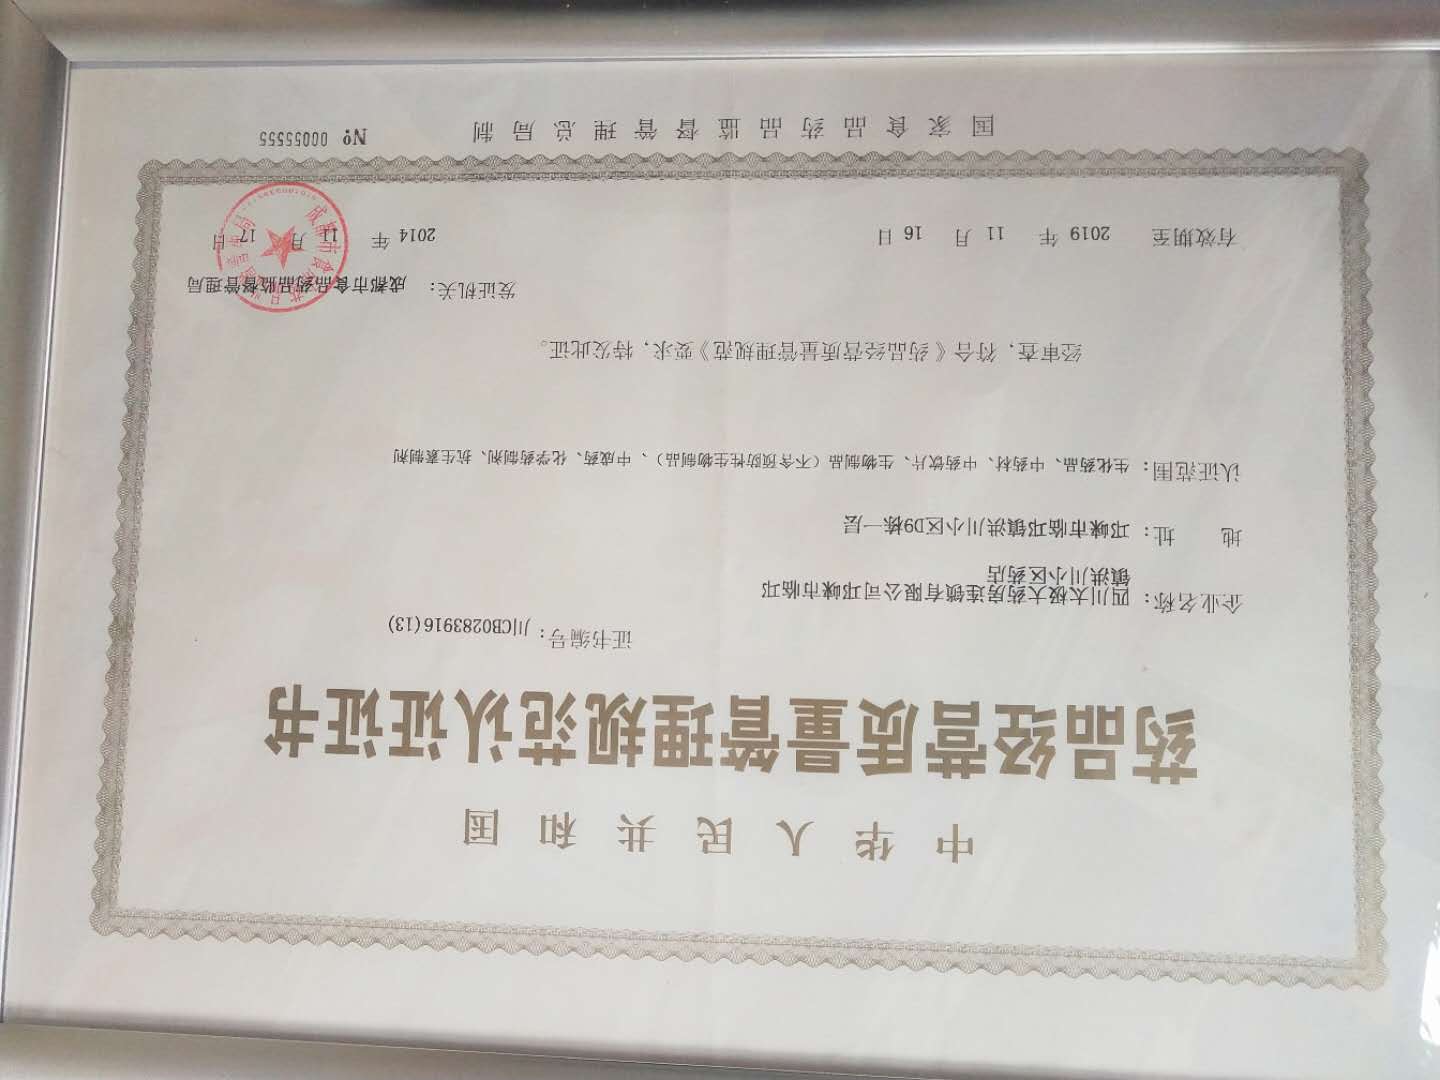 中华人民共和国
药品经营质量管理规范认证证书
证书编号：川CB0283916(13)
企业名称：四川太极大药房连锁有限公司邛崃市临邛
镇洪川小区药店
地 址：邛崃市临邛镇洪川小区D9栋一层
认证范围：生化药品、中药材、中药饮片、生物制品（不含预防性生物制品）、中成药、化学药制剂、抗生素制剂
经审查，符合《药品经营质量管理规范》要求，特发此证。
发证机关：成都市食品药品监督管理局
有效期至 2019 年 11 月 16 日
2014 年 11 月 17 日
国家食品药品监督管理总局制
№ 00055555